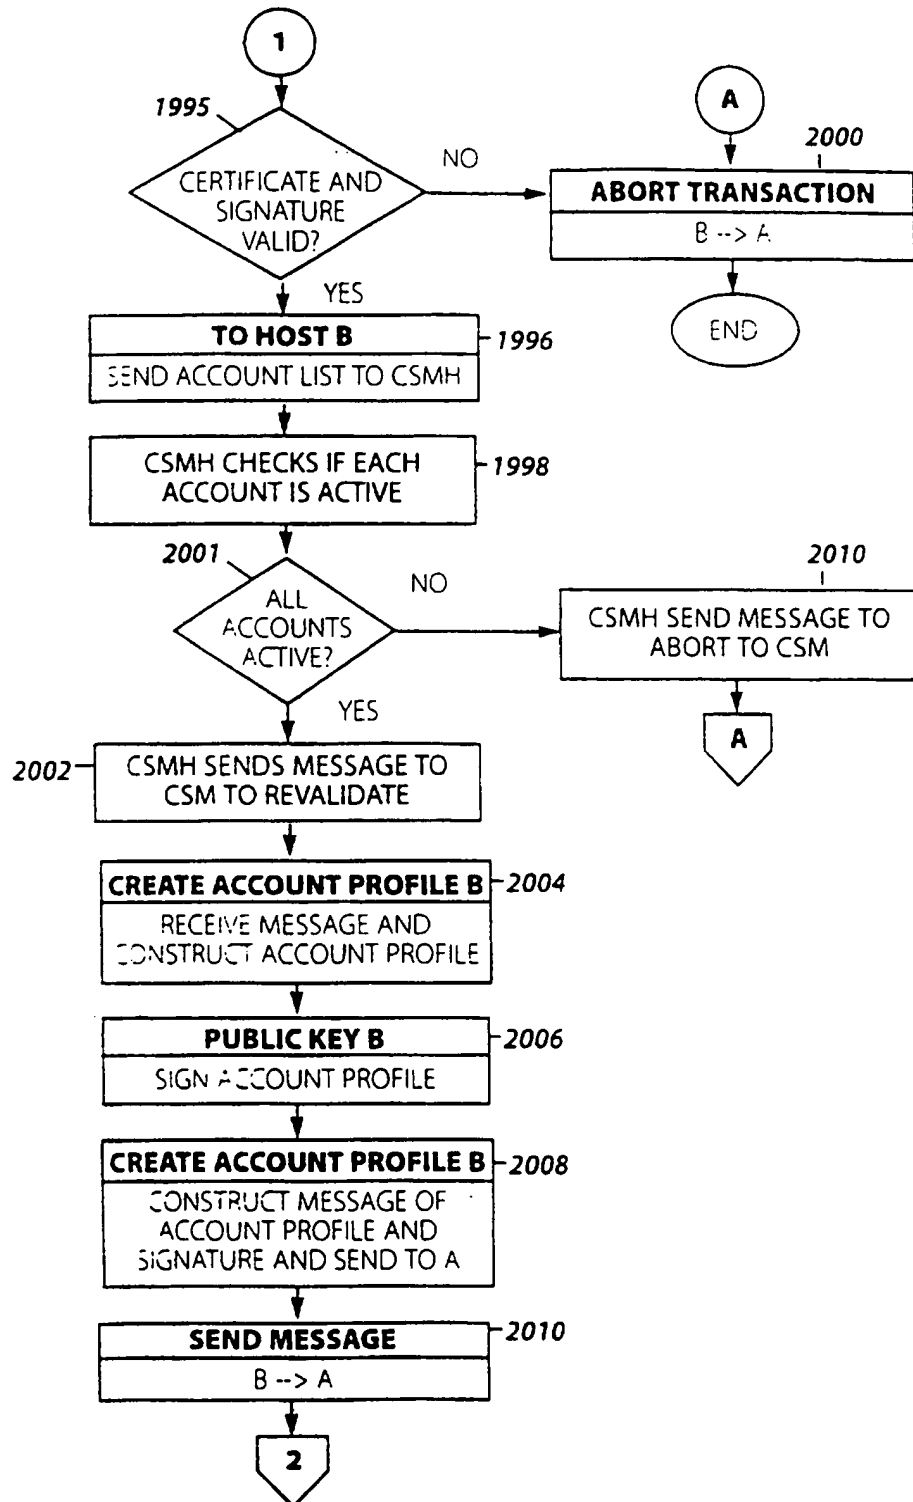 1
1995
CERTIFICATE AND
SIGNATURE
VALID?
NO
YES
A
2000
ABORT TRANSACTION
B --> A
END
TO HOST B
1996
SEND ACCOUNT LIST TO CSMH
CSMH CHECKS IF EACH
ACCOUNT IS ACTIVE
1998
2001
ALL
ACCOUNTS
ACTIVE?
NO
YES
2010
CSMH SEND MESSAGE TO
ABORT TO CSM
A
2002
CSMH SENDS MESSAGE TO
CSM TO REVALIDATE
CREATE ACCOUNT PROFILE B
2004
RECEIVE MESSAGE AND
CONSTRUCT ACCOUNT PROFILE
PUBLIC KEY B
2006
SIGN ACCOUNT PROFILE
CREATE ACCOUNT PROFILE B
2008
CONSTRUCT MESSAGE OF
ACCOUNT PROFILE AND
SIGNATURE AND SEND TO A
SEND MESSAGE
2010
B --> A
2